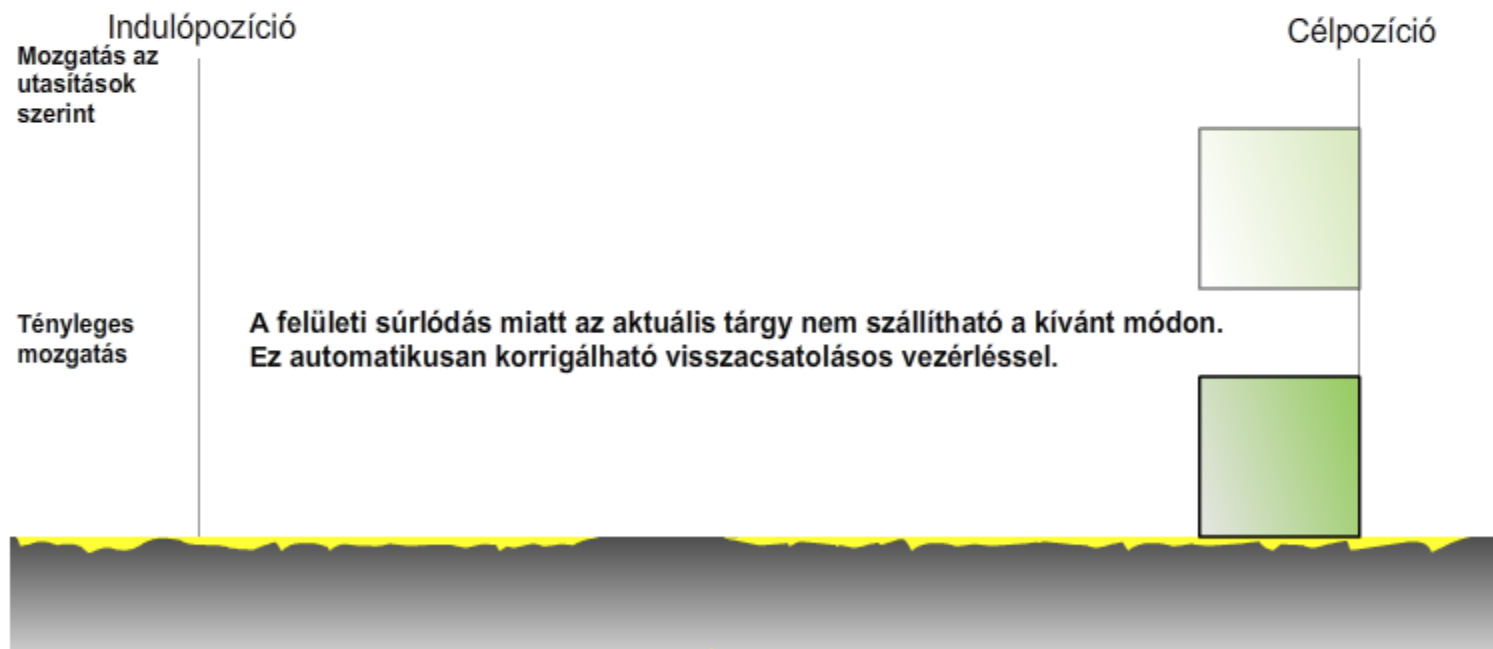 Indulópozíció
Célpozíció
Mozgatás az
utasítások
szerint
Tényleges
mozgatás
A felületi súrlódás miatt az aktuális tárgy nem szállítható a kívánt módon.
Ez automatikusan korrigálható visszacsatolásos vezérléssel.